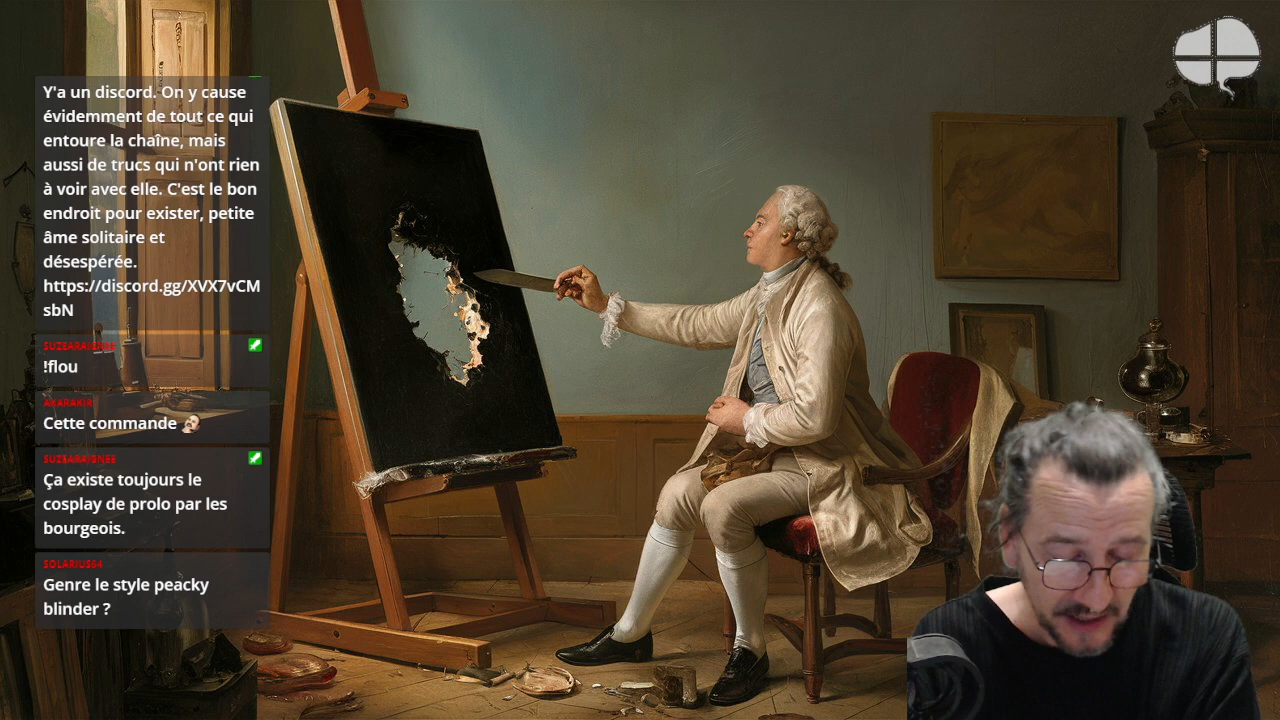 Y'a un discord. On y cause
évidemment de tout ce qui
entoure la chaîne, mais
aussi de trucs qui n'ont rien
à voir avec elle. C'est le bon
endroit pour exister, petite
âme solitaire et
désespérée.
https://discord.gg/XVX7vCM
sbN
!flou
Cette commande
SUZEARAIGNEE
Ça existe toujours le
cosplay de prolo par les
bourgeois.
SOLARIUS64
Genre le style peacky
blinder ?